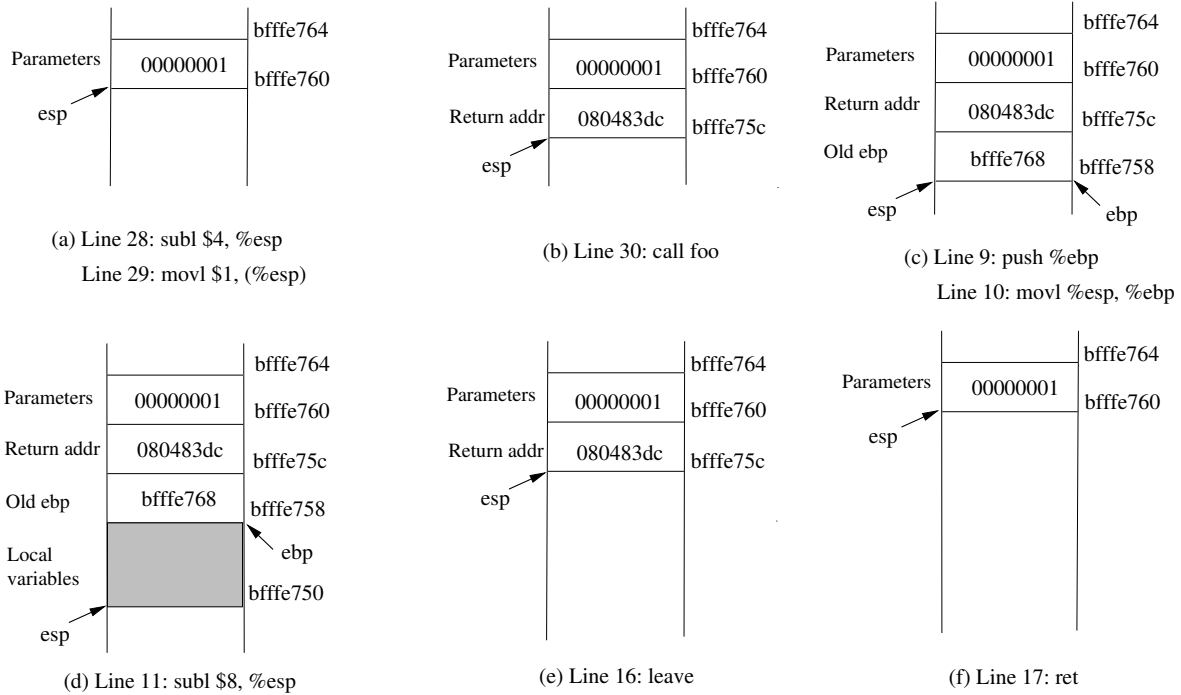 bfffe764
Parameters
00000001
bfffe760
esp
(a) Line 28: subl $4, %esp
Line 29: movl $1, (%esp)
bfffe764
Parameters
00000001
bfffe760
Return addr
080483dc
bfffe75c
esp
(b) Line 30: call foo
bfffe764
Parameters
00000001
bfffe760
Return addr
080483dc
bfffe75c
Old ebp
bfffe768
bfffe758
esp
ebp
(c) Line 9: push %ebp
Line 10: movl %esp, %ebp
bfffe764
Parameters
00000001
bfffe760
Return addr
080483dc
bfffe75c
Old ebp
bfffe768
bfffe758
ebp
Local
variables
bfffe750
esp
(d) Line 11: subl $8, %esp
bfffe764
Parameters
00000001
bfffe760
Return addr
080483dc
bfffe75c
esp
(e) Line 16: leave
bfffe764
Parameters
00000001
bfffe760
esp
(f) Line 17: ret